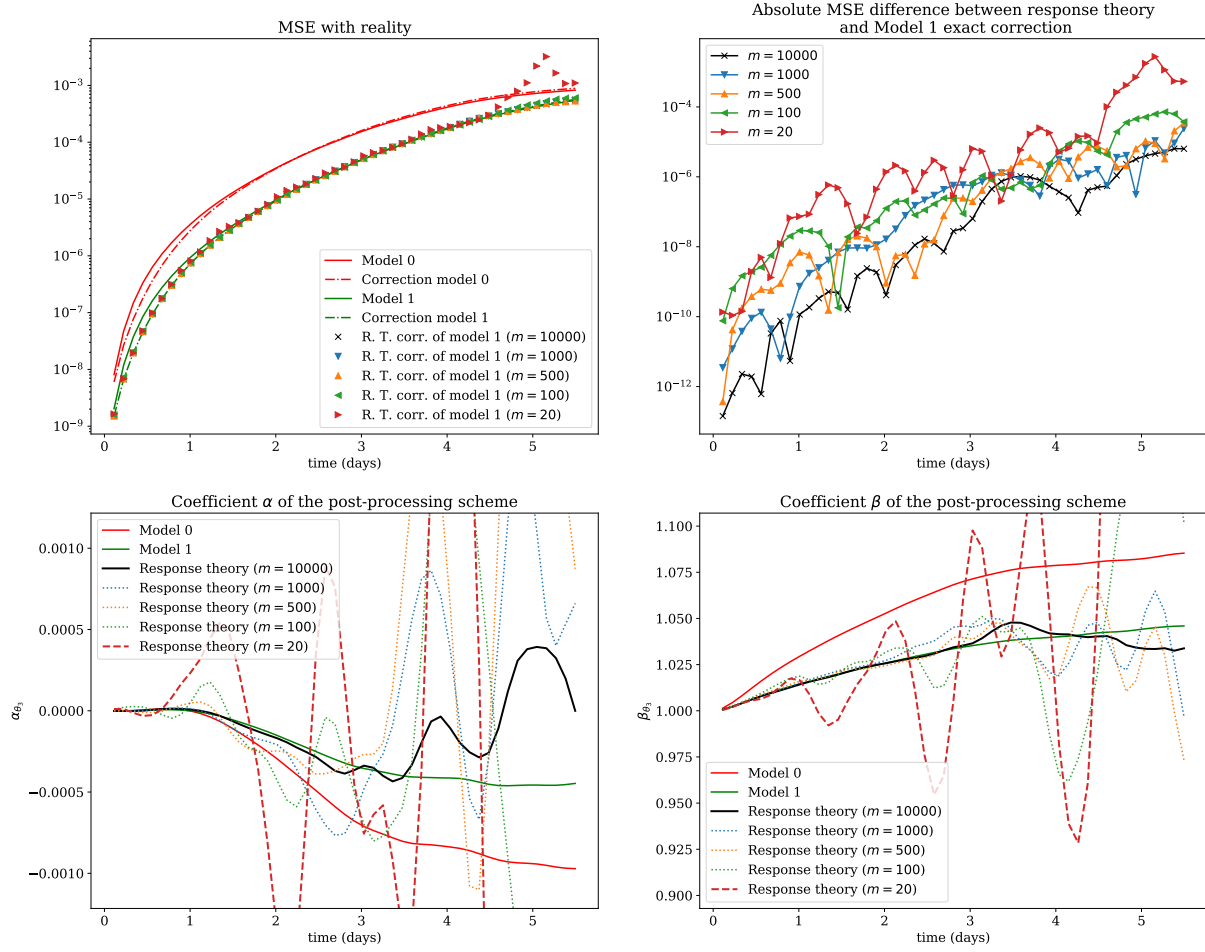 MSE with reality
10⁻³
10⁻⁴
10⁻⁵
10⁻⁶
10⁻⁷
10⁻⁸
10⁻⁹
Model 0
Correction model 0
Model 1
Correction model 1
R. T. corr. of model 1 (m = 10000)
R. T. corr. of model 1 (m = 1000)
R. T. corr. of model 1 (m = 500)
R. T. corr. of model 1 (m = 100)
R. T. corr. of model 1 (m = 20)
0 1 2 3 4 5
time (days)
Absolute MSE difference between response theory
and Model 1 exact correction
m = 10000
m = 1000
m = 500
m = 100
m = 20
10⁻⁴
10⁻⁶
10⁻⁸
10⁻¹⁰
10⁻¹²
0 1 2 3 4 5
time (days)
Coefficient α of the post-processing scheme
Model 0
Model 1
Response theory (m = 10000)
Response theory (m = 1000)
Response theory (m = 500)
Response theory (m = 100)
Response theory (m = 20)
0.0010
0.0005
0.0000
−0.0005
−0.0010
α_θ₃
0 1 2 3 4 5
time (days)
Coefficient β of the post-processing scheme
1.100
1.075
1.050
1.025
1.000
0.975
0.950
0.925
0.900
β_θ₃
Model 0
Model 1
Response theory (m = 10000)
Response theory (m = 1000)
Response theory (m = 500)
Response theory (m = 100)
Response theory (m = 20)
0 1 2 3 4 5
time (days)